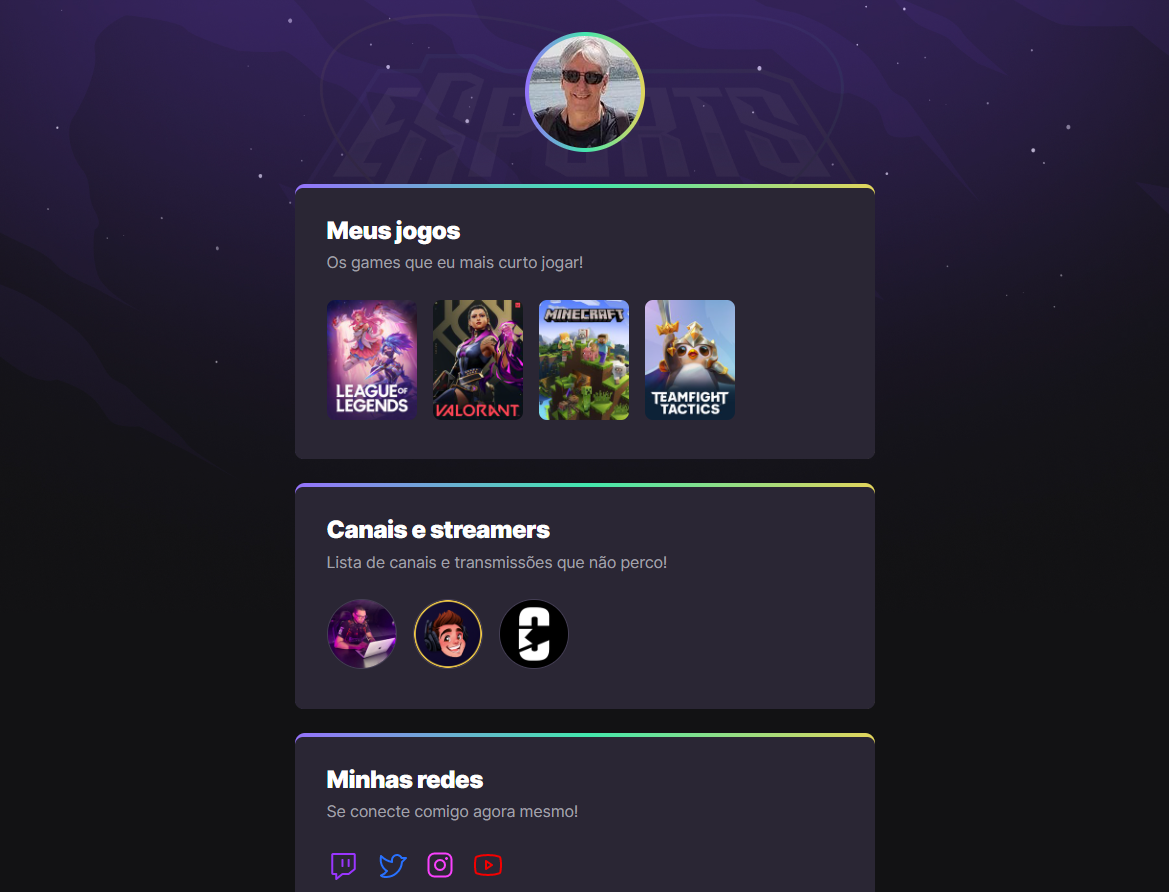 ESPORTS
Meus jogos
Os games que eu mais curto jogar!
LEAGUE OF
LEGENDS
VALORANT
MINECRAFT
TEAMFIGHT
TACTICS
Canais e streamers
Lista de canais e transmissões que não perco!
Minhas redes
Se conecte comigo agora mesmo!